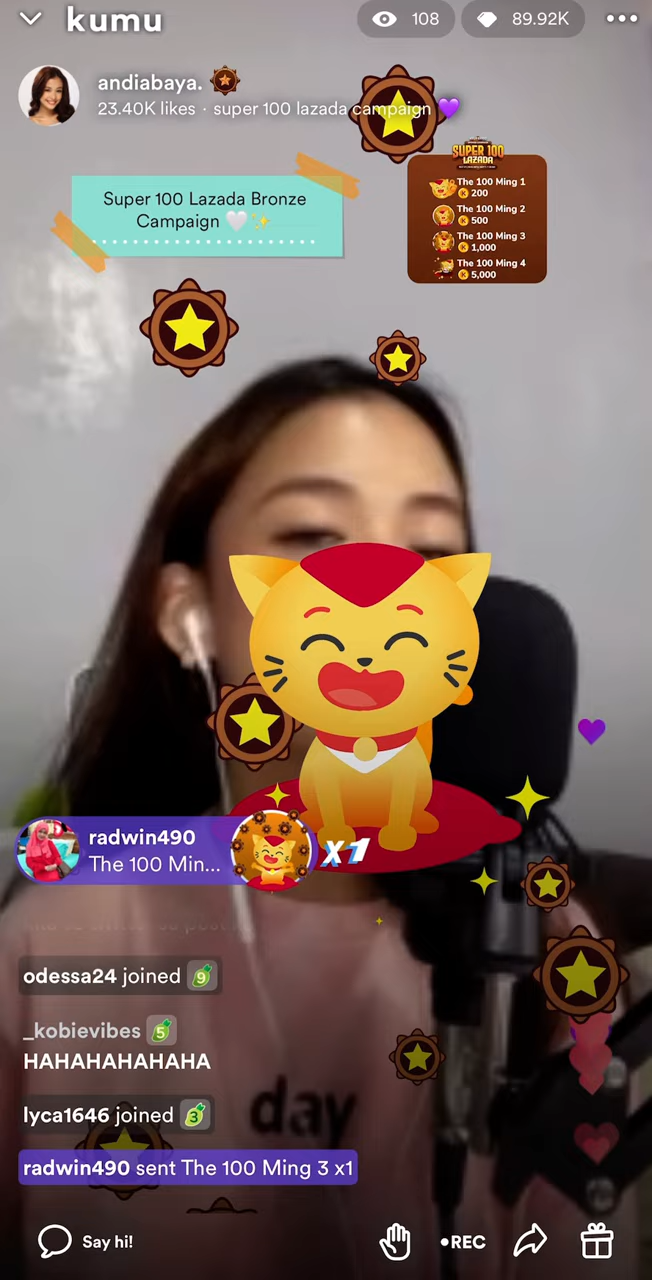 kumu
108
89.92K
andiabaya.
23.40K likes · super 100 lazada campaign 💜
Super 100 Lazada Bronze
Campaign 🤍✨
SUPER 100
LAZADA
The 100 Ming 1
K 200
The 100 Ming 2
K 500
The 100 Ming 3
K 1,000
The 100 Ming 4
K 5,000
radwin490
The 100 Min...
x1
odessa24 joined 9
_kobievibes 5
HAHAHAHAHAHA
lyca1646 joined 3
day
radwin490 sent The 100 Ming 3 x1
Say hi!
•REC